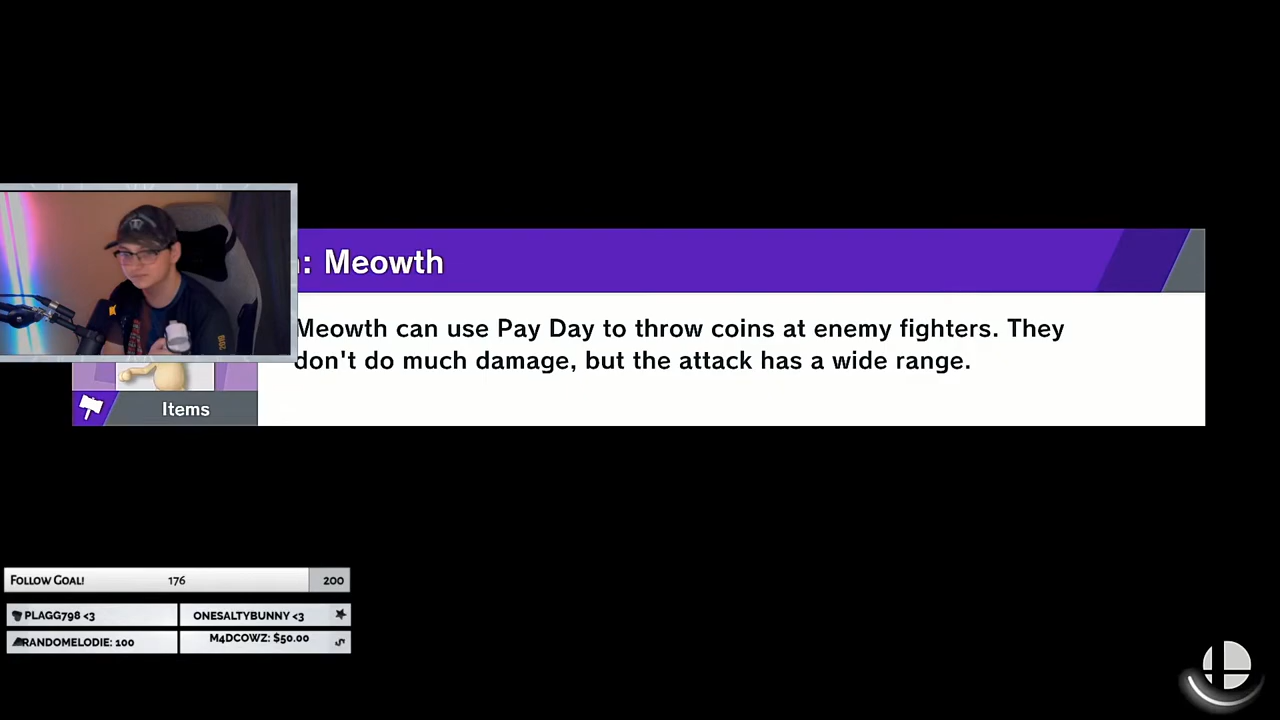 : Meowth
Meowth can use Pay Day to throw coins at enemy fighters. They
don't do much damage, but the attack has a wide range.
Items
FOLLOW GOAL! 176 200
PLAGG798 <3 ONESALTYBUNNY <3
RANDOMELODIE: 100 M4DCOWZ: $50.00